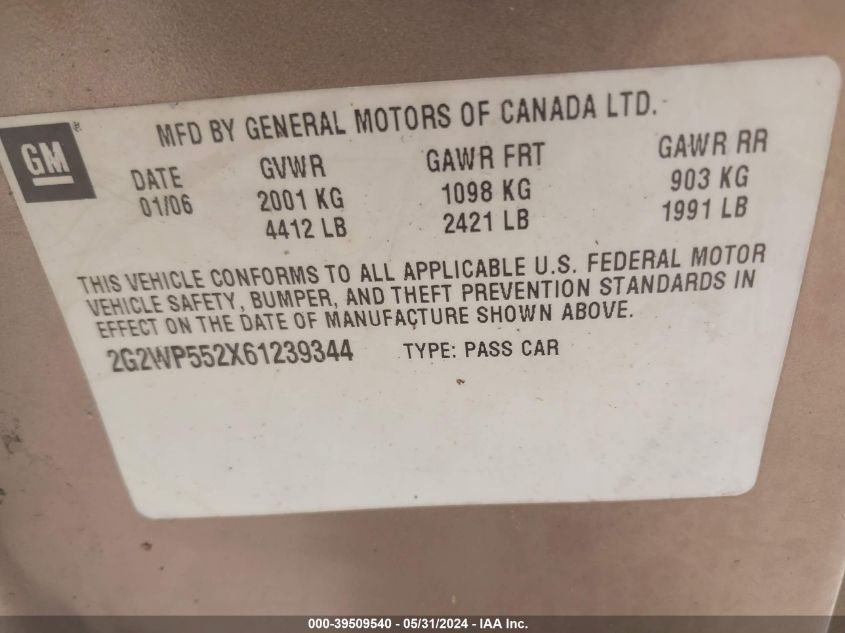 GM
MFD BY GENERAL MOTORS OF CANADA LTD.
DATE GVWR GAWR FRT GAWR RR
01/06 2001 KG 1098 KG 903 KG
4412 LB 2421 LB 1991 LB
THIS VEHICLE CONFORMS TO ALL APPLICABLE U.S. FEDERAL MOTOR
VEHICLE SAFETY, BUMPER, AND THEFT PREVENTION STANDARDS IN
EFFECT ON THE DATE OF MANUFACTURE SHOWN ABOVE.
2G2WP552X61239344 TYPE: PASS CAR
000-39509540 - 05/31/2024 - IAA Inc.